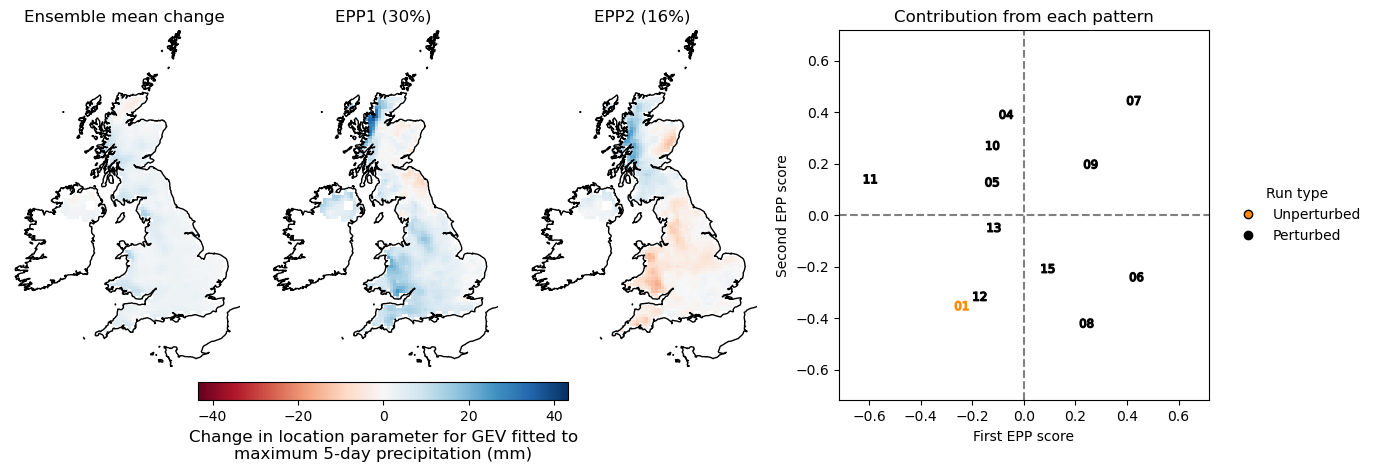 Ensemble mean change
EPP1 (30%)
EPP2 (16%)
Contribution from each pattern
−40 −20 0 20 40
Change in location parameter for GEV fitted to
maximum 5-day precipitation (mm)
Second EPP score
0.6
0.4
0.2
0.0
−0.2
−0.4
−0.6
07
04
10
09
11
05
13
15
06
12
01
08
−0.6 −0.4 −0.2 0.0 0.2 0.4 0.6
First EPP score
Run type
Unperturbed
Perturbed